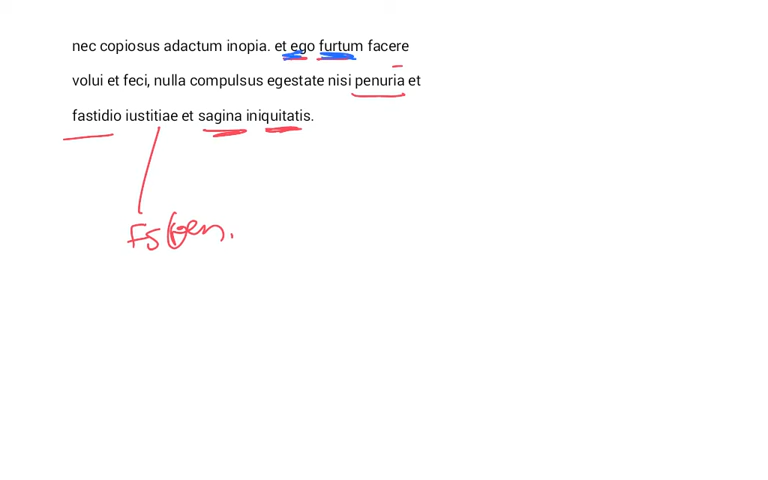 nec copiosus adactum inopia. et ego furtum facere
volui et feci, nulla compulsus egestate nisi penuria et
fastidio iustitiae et sagina iniquitatis.
FS Gen.